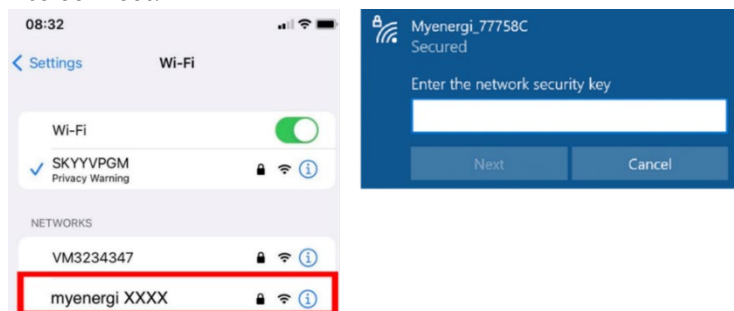 08:32
Settings Wi-Fi
Wi-Fi
SKYYVPGM
Privacy Warning
NETWORKS
VM3234347
myenergi XXXX
Myenergi_77758C
Secured
Enter the network security key
Next Cancel